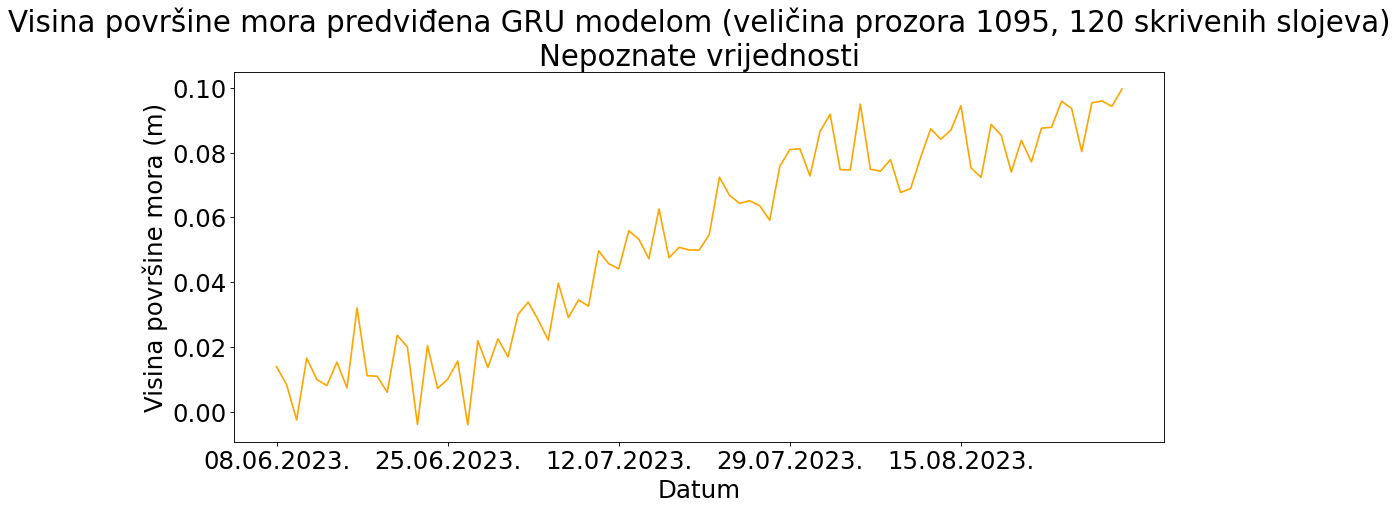 Visina površine mora predviđena GRU modelom (veličina prozora 1095, 120 skrivenih slojeva)
Nepoznate vrijednosti
Visina površine mora (m)
0.10
0.08
0.06
0.04
0.02
0.00
08.06.2023. 25.06.2023. 12.07.2023. 29.07.2023. 15.08.2023.
Datum